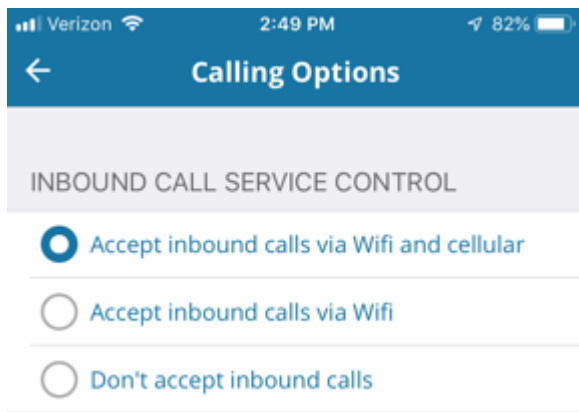 Verizon 2:49 PM 82%
Calling Options
INBOUND CALL SERVICE CONTROL
Accept inbound calls via Wifi and cellular
Accept inbound calls via Wifi
Don't accept inbound calls